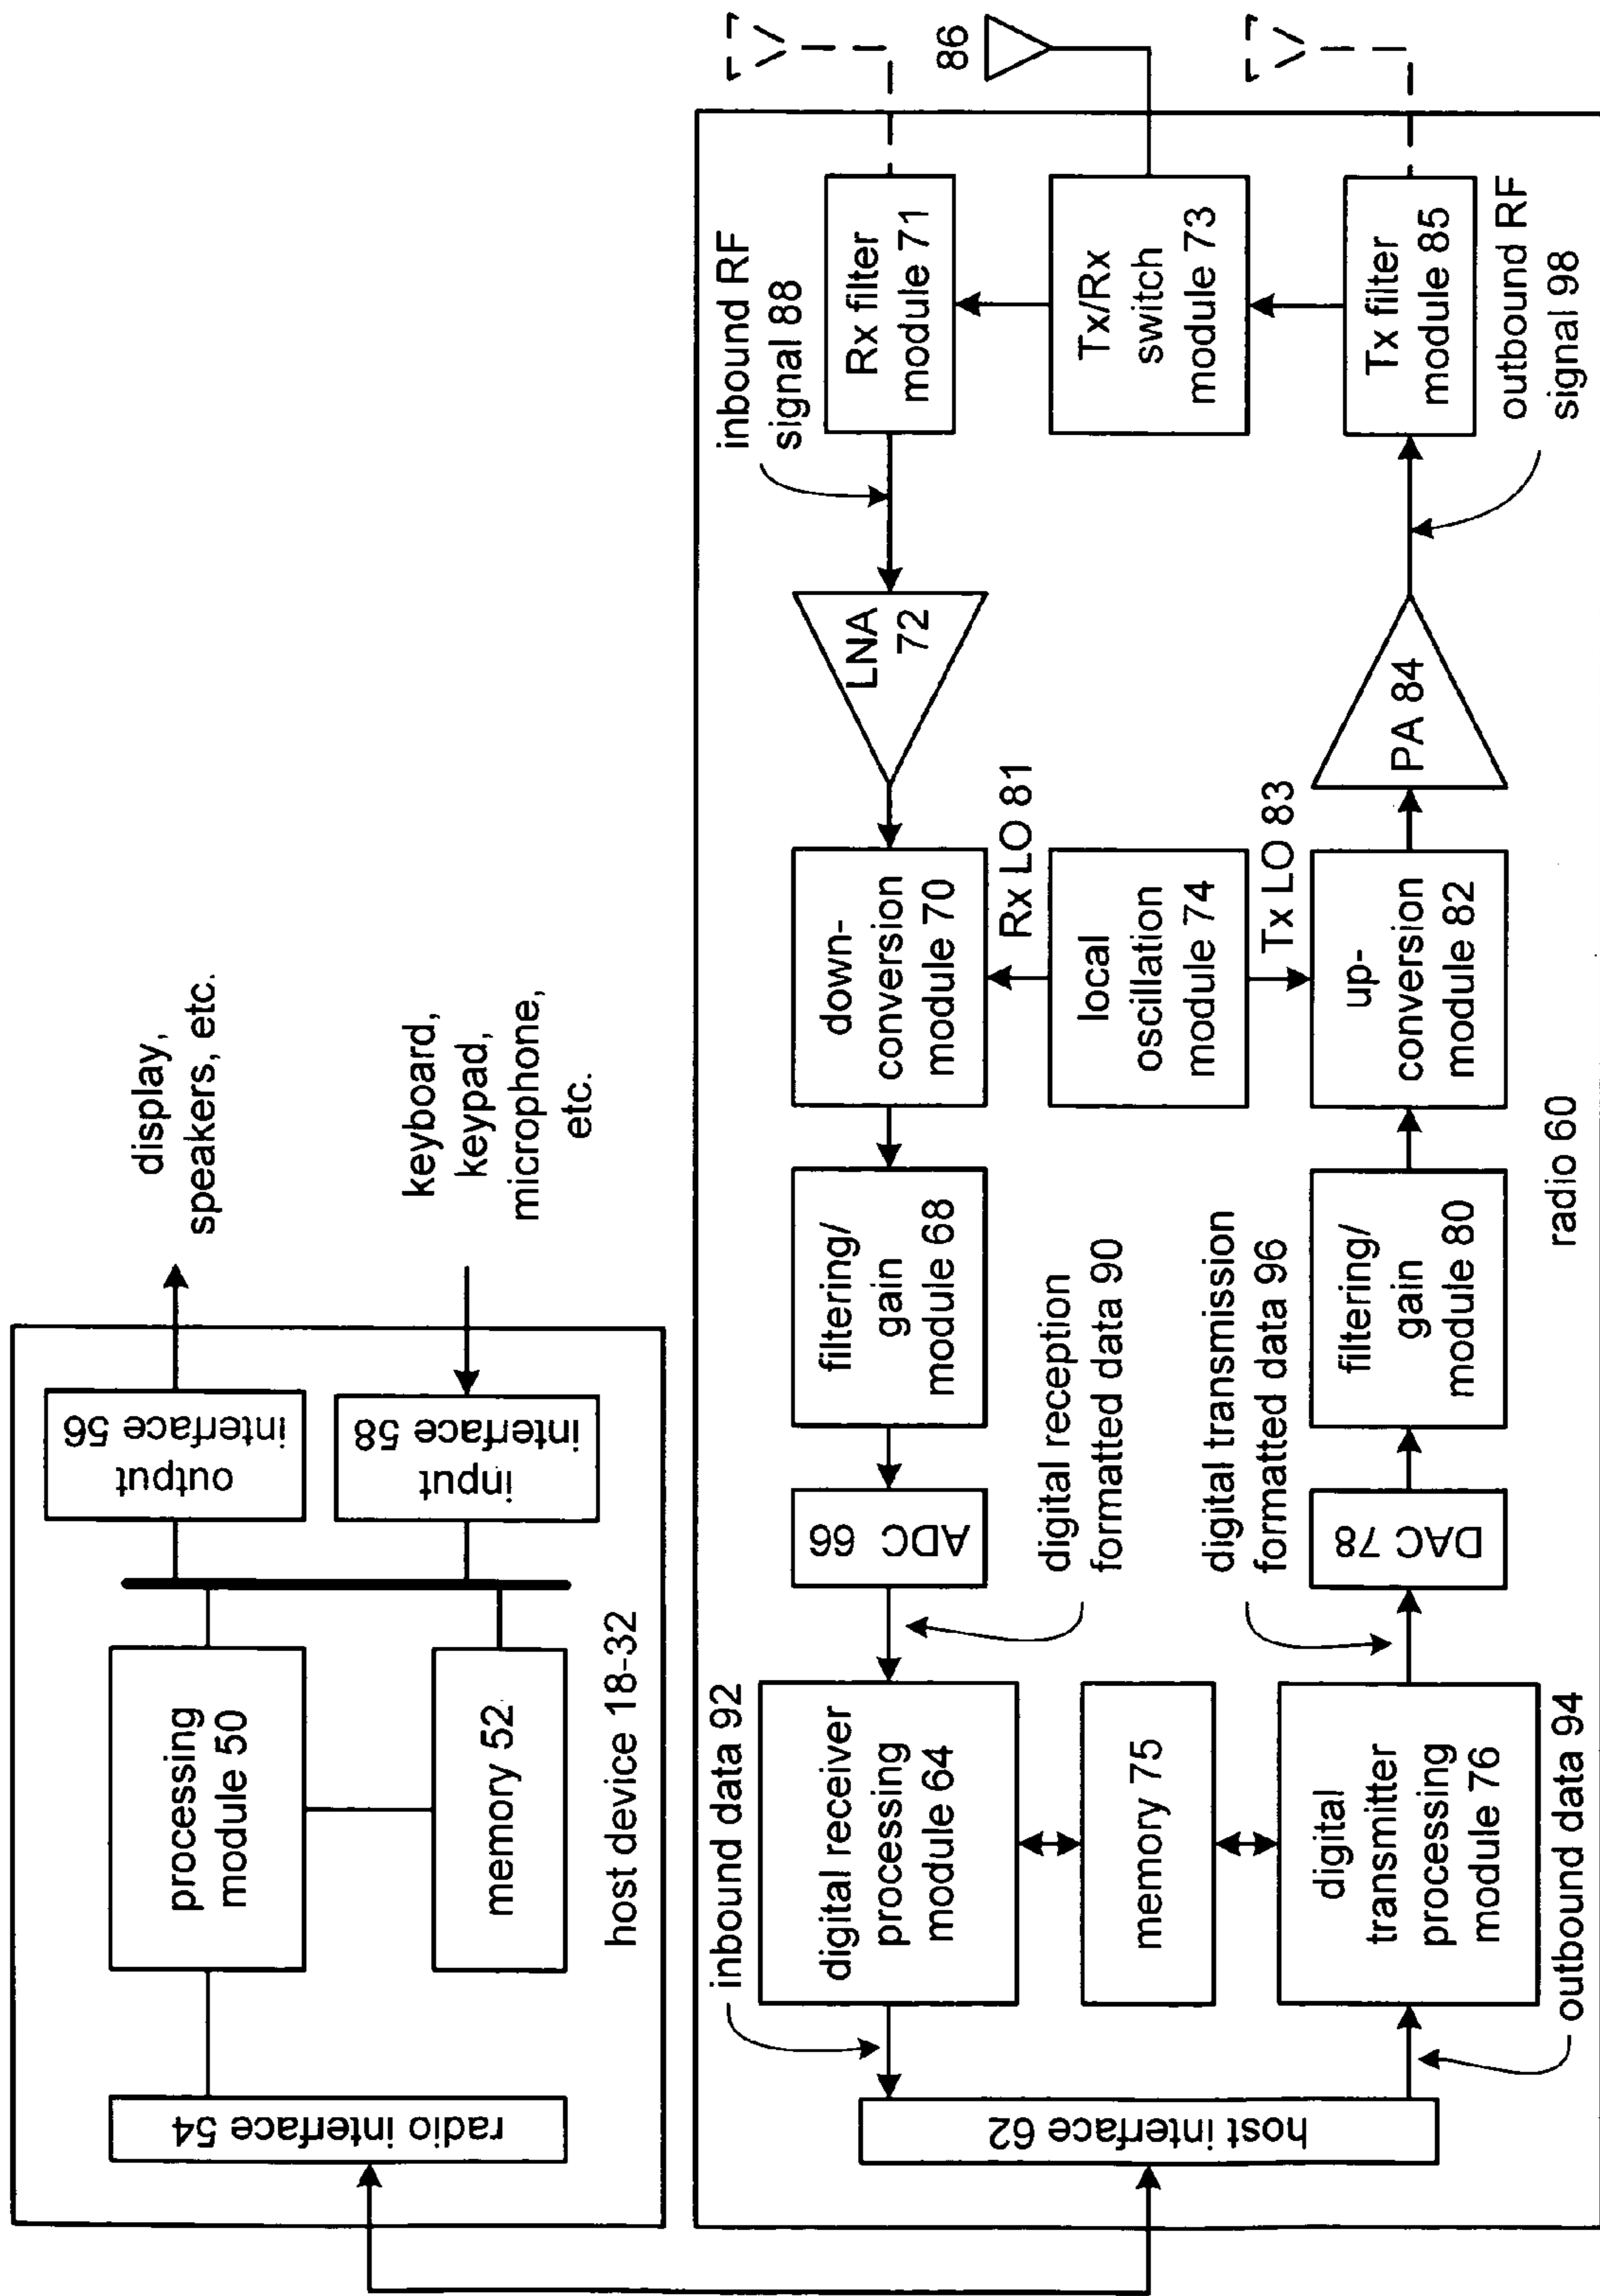 radio interface 54
processing
module 50
memory 52
output
interface 56
input
interface 58
display,
speakers, etc.
keyboard,
keypad,
microphone,
etc.
host device 18-32
host interface 62
inbound data 92
digital receiver
processing
module 64
ADC 66
digital reception
formatted data 90
filtering/
gain
module 68
down-
conversion
module 70
LNA
72
inbound RF
signal 88
Rx filter
module 71
memory 75
Rx LO 81
local
oscillation
module 74
Tx LO 83
Tx/Rx
switch
module 73
86
digital
transmitter
processing
module 76
outbound data 94
digital transmission
formatted data 96
DAC 78
filtering/
gain
module 80
up-
conversion
module 82
PA 84
outbound RF
signal 98
Tx filter
module 85
radio 60